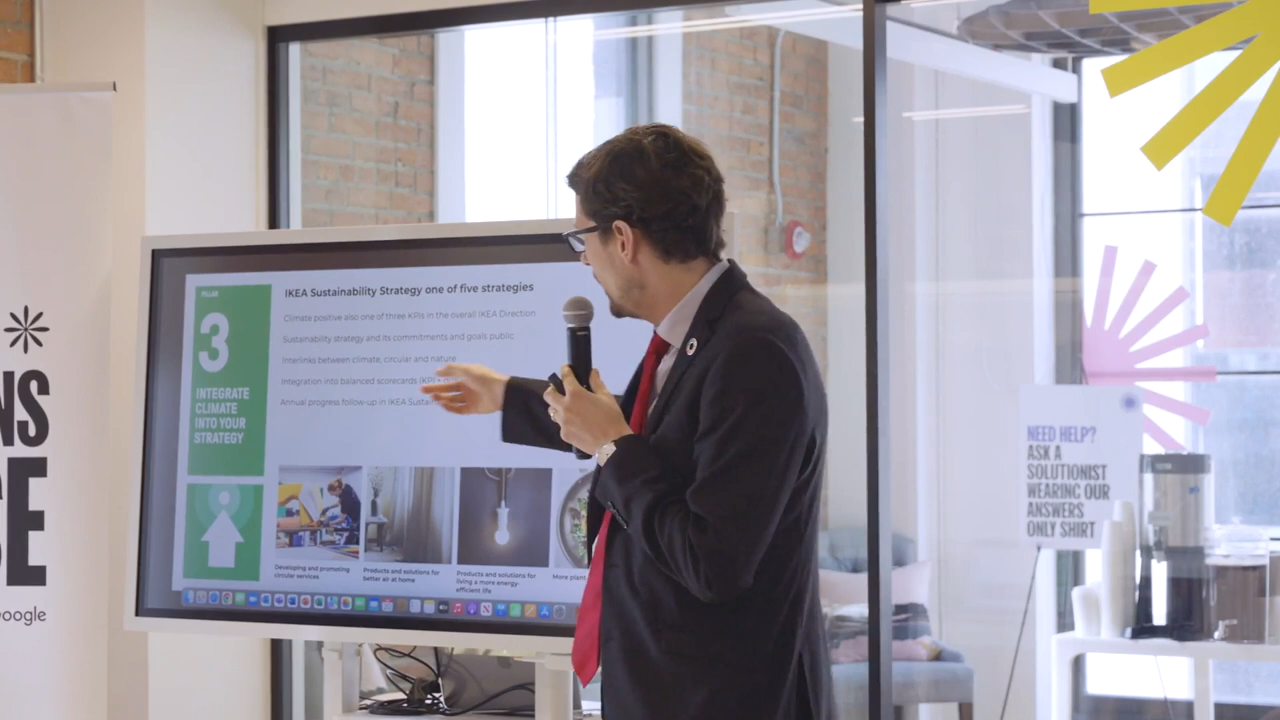 NS
SE
Google
PILLAR
3
INTEGRATE
CLIMATE
INTO YOUR
STRATEGY
IKEA Sustainability Strategy one of five strategies
Climate positive also one of three KPIs in the overall IKEA Direction
Sustainability strategy and its commitments and goals public
Interlinks between climate, circular and nature
Integration into balanced scorecards (KPI)
Annual progress follow-up in IKEA
Developing and promoting
circular services
Products and solutions for
better air at home
Products and solutions for
living a more energy-
efficient life
More plant
NEED HELP?
ASK A
SOLUTIONIST
WEARING OUR
ANSWERS
ONLY SHIRT